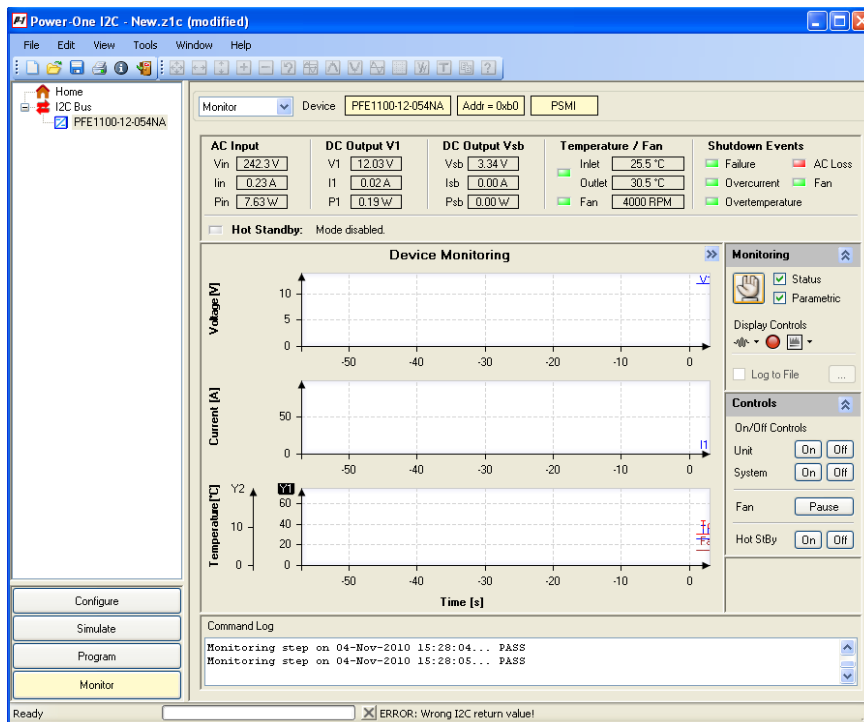 Power-One I2C - New.z1c (modified)
File Edit View Tools Window Help
Home
I2C Bus
PFE1100-12-054NA
Monitor Device PFE1100-12-054NA Addr = 0xb0 PSMI
AC Input DC Output V1 DC Output Vsb Temperature / Fan Shutdown Events
Vin 242.3 V V1 12.03 V Vsb 3.34 V Inlet 25.5 °C Failure AC Loss
Iin 0.23 A I1 0.02 A Isb 0.00 A Outlet 30.5 °C Overcurrent Fan
Pin 7.63 W P1 0.19 W Psb 0.00 W Fan 4000 RPM Overtemperature
Hot Standby: Mode disabled.
Device Monitoring
Voltage [V]
10
5
0
V1
-50 -40 -30 -20 -10 0
Current [A]
50
0
I1
-50 -40 -30 -20 -10 0
Temperature [°C]
Y2 Y1
60
10 40
20
0 0
-50 -40 -30 -20 -10 0
Time [s]
Monitoring
Status
Parametric
Display Controls
Log to File ...
Controls
On/Off Controls
Unit On Off
System On Off
Fan Pause
Hot StBy On Off
Configure
Simulate
Program
Monitor
Command Log
Monitoring step on 04-Nov-2010 15:28:04... PASS
Monitoring step on 04-Nov-2010 15:28:05... PASS
Ready ERROR: Wrong I2C return value!